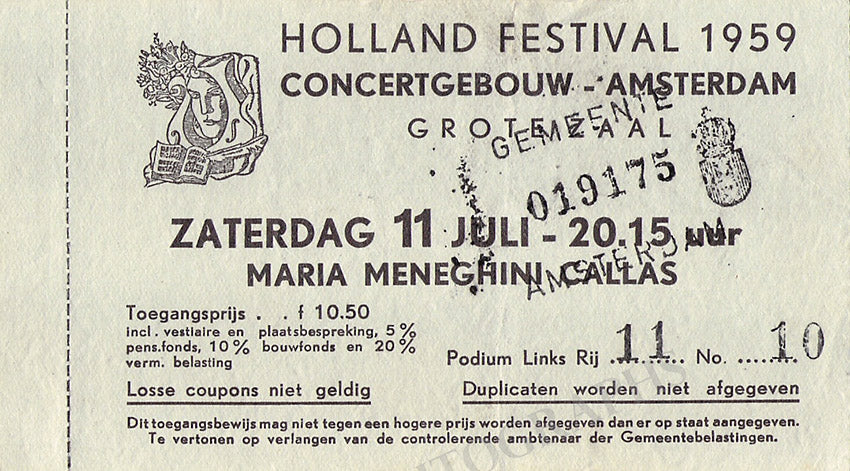 HOLLAND FESTIVAL 1959
CONCERTGEBOUW - AMSTERDAM
GROTE ZAAL
GEMEENTE
019175
AMSTERDAM
ZATERDAG 11 JULI - 20.15 uur
MARIA MENEGHINI CALLAS
Toegangsprijs . . f 10.50
incl. vestiaire en plaatsbespreking, 5%
pens.fonds, 10% bouwfonds en 20%
verm. belasting
Podium Links Rij ..11...... No. ......10
Losse coupons niet geldig
Duplicaten worden niet afgegeven
Dit toegangsbewijs mag niet tegen een hogere prijs worden afgegeven dan er op staat aangegeven.
Te vertonen op verlangen van de controlerende ambtenaar der Gemeentebelastingen.